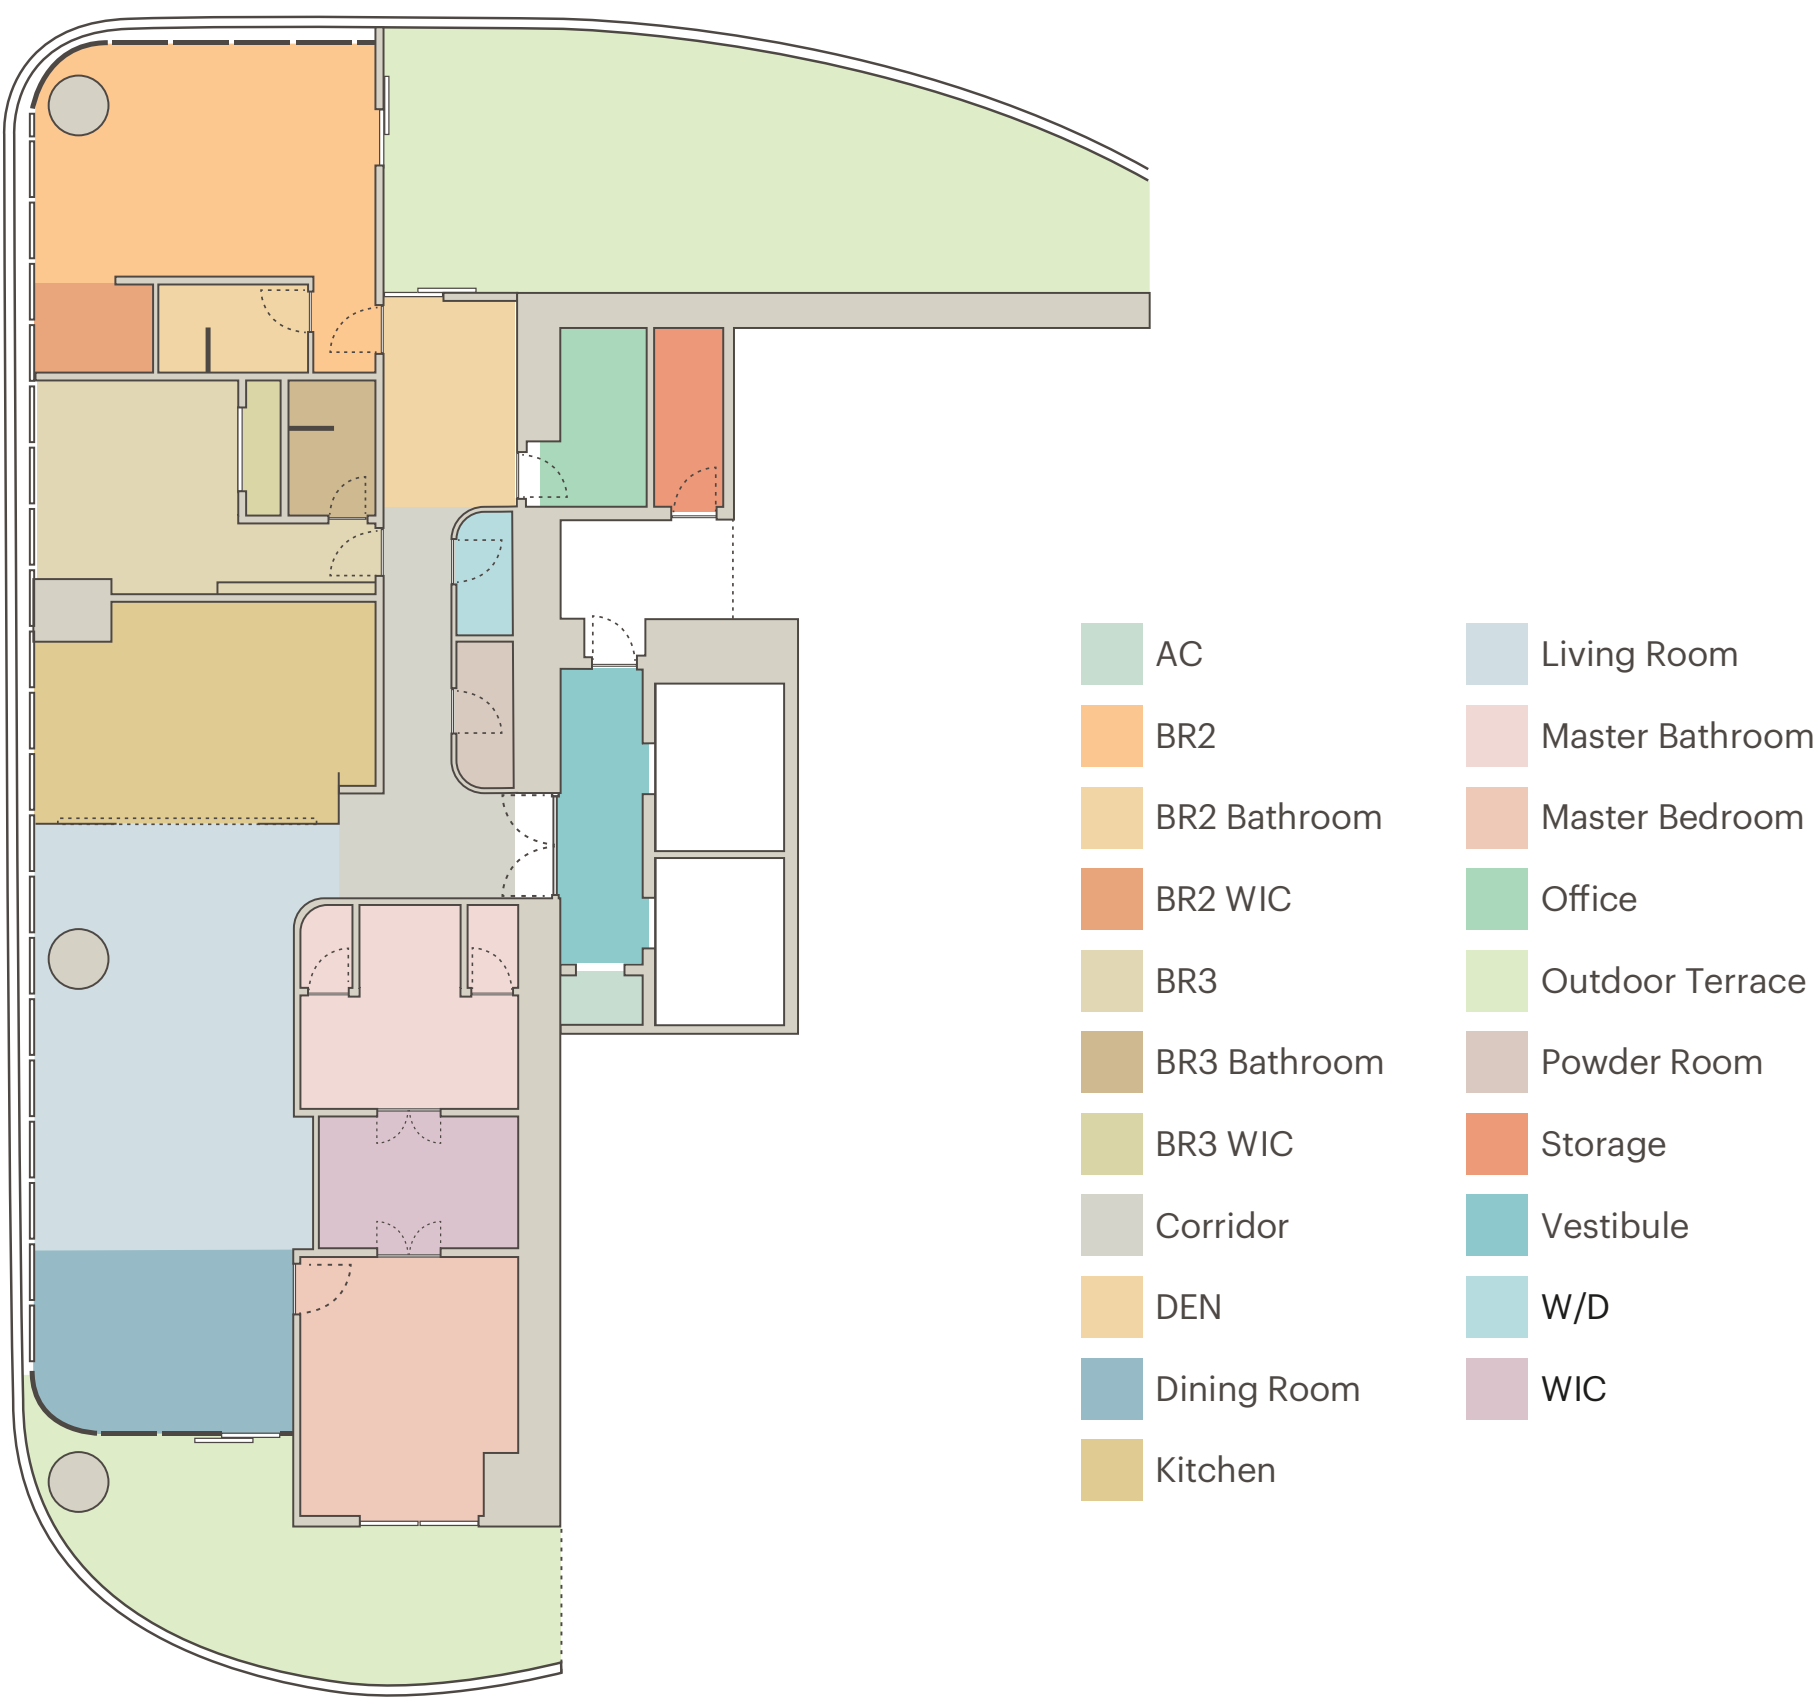 AC
BR2
BR2 Bathroom
BR2 WIC
BR3
BR3 Bathroom
BR3 WIC
Corridor
DEN
Dining Room
Kitchen
Living Room
Master Bathroom
Master Bedroom
Office
Outdoor Terrace
Powder Room
Storage
Vestibule
W/D
WIC